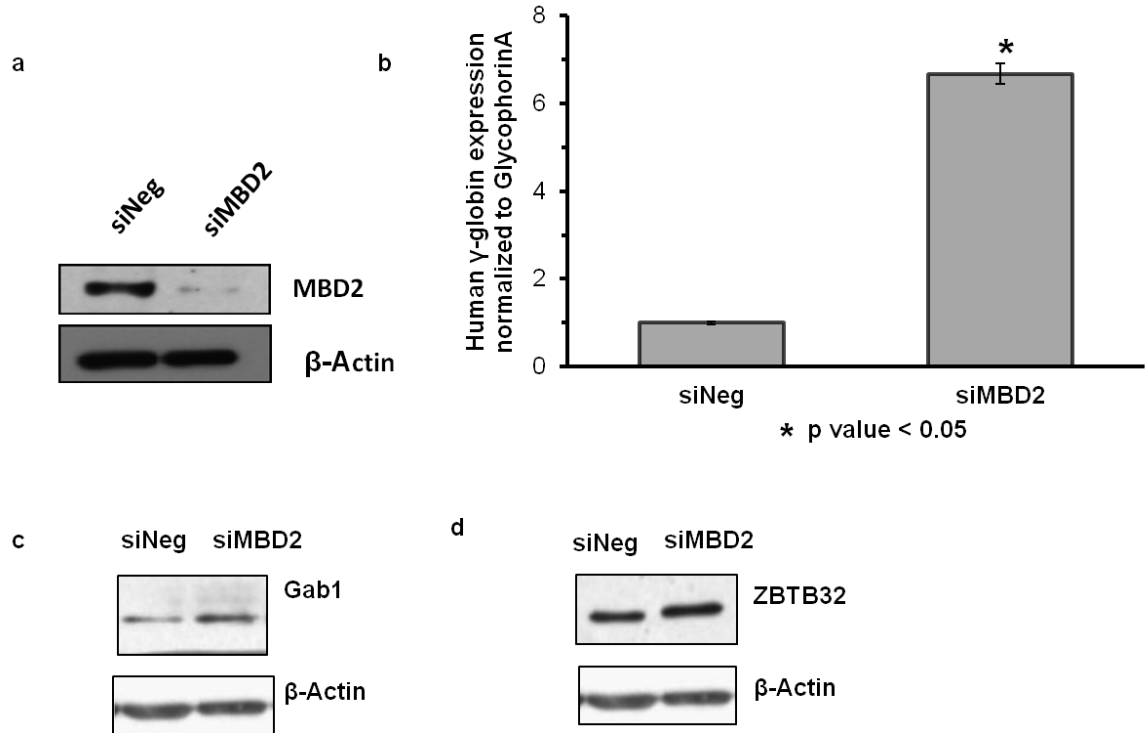 a
siNeg
siMBD2
MBD2
β-Actin
b
Human γ-globin expression
normalized to GlycophorinA
8
6
4
2
0
*
siNeg
siMBD2
* p value < 0.05
c
siNeg siMBD2
Gab1
β-Actin
d
siNeg siMBD2
ZBTB32
β-Actin